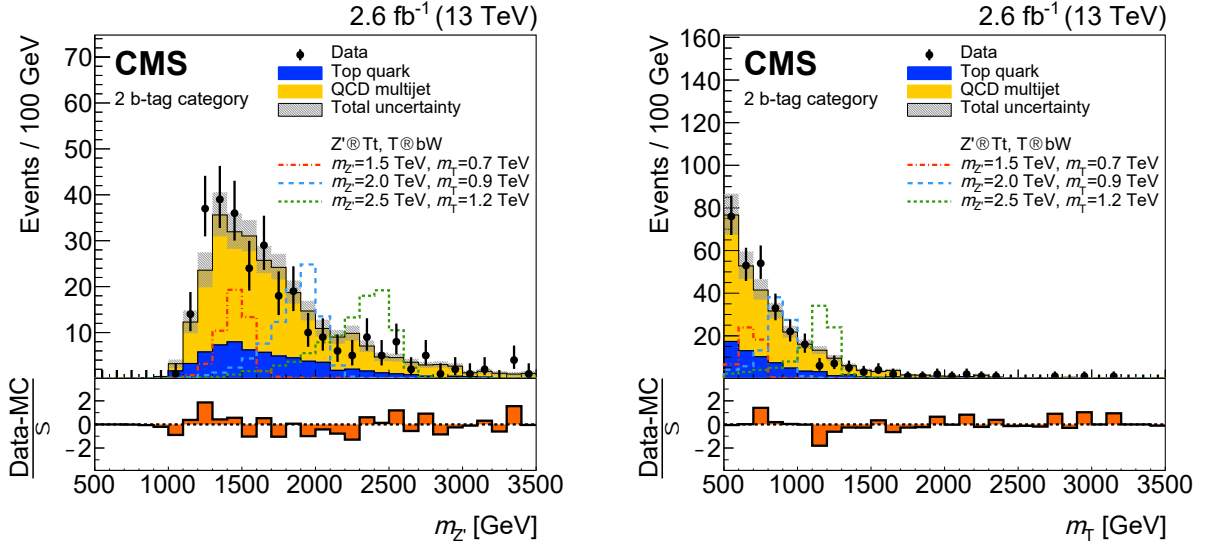 2.6 fb⁻¹ (13 TeV)
CMS
2 b-tag category
Data
Top quark
QCD multijet
Total uncertainty
Z'®Tt, T®bW
m_Z'=1.5 TeV, m_T=0.7 TeV
m_Z'=2.0 TeV, m_T=0.9 TeV
m_Z'=2.5 TeV, m_T=1.2 TeV
Events / 100 GeV
70
60
50
40
30
20
10
Data-MC
S
2
0
−2
500 1000 1500 2000 2500 3000 3500
m_Z' [GeV]
2.6 fb⁻¹ (13 TeV)
CMS
2 b-tag category
Data
Top quark
QCD multijet
Total uncertainty
Z'®Tt, T®bW
m_Z'=1.5 TeV, m_T=0.7 TeV
m_Z'=2.0 TeV, m_T=0.9 TeV
m_Z'=2.5 TeV, m_T=1.2 TeV
Events / 100 GeV
160
140
120
100
80
60
40
20
Data-MC
S
2
0
−2
500 1000 1500 2000 2500 3000 3500
m_T [GeV]